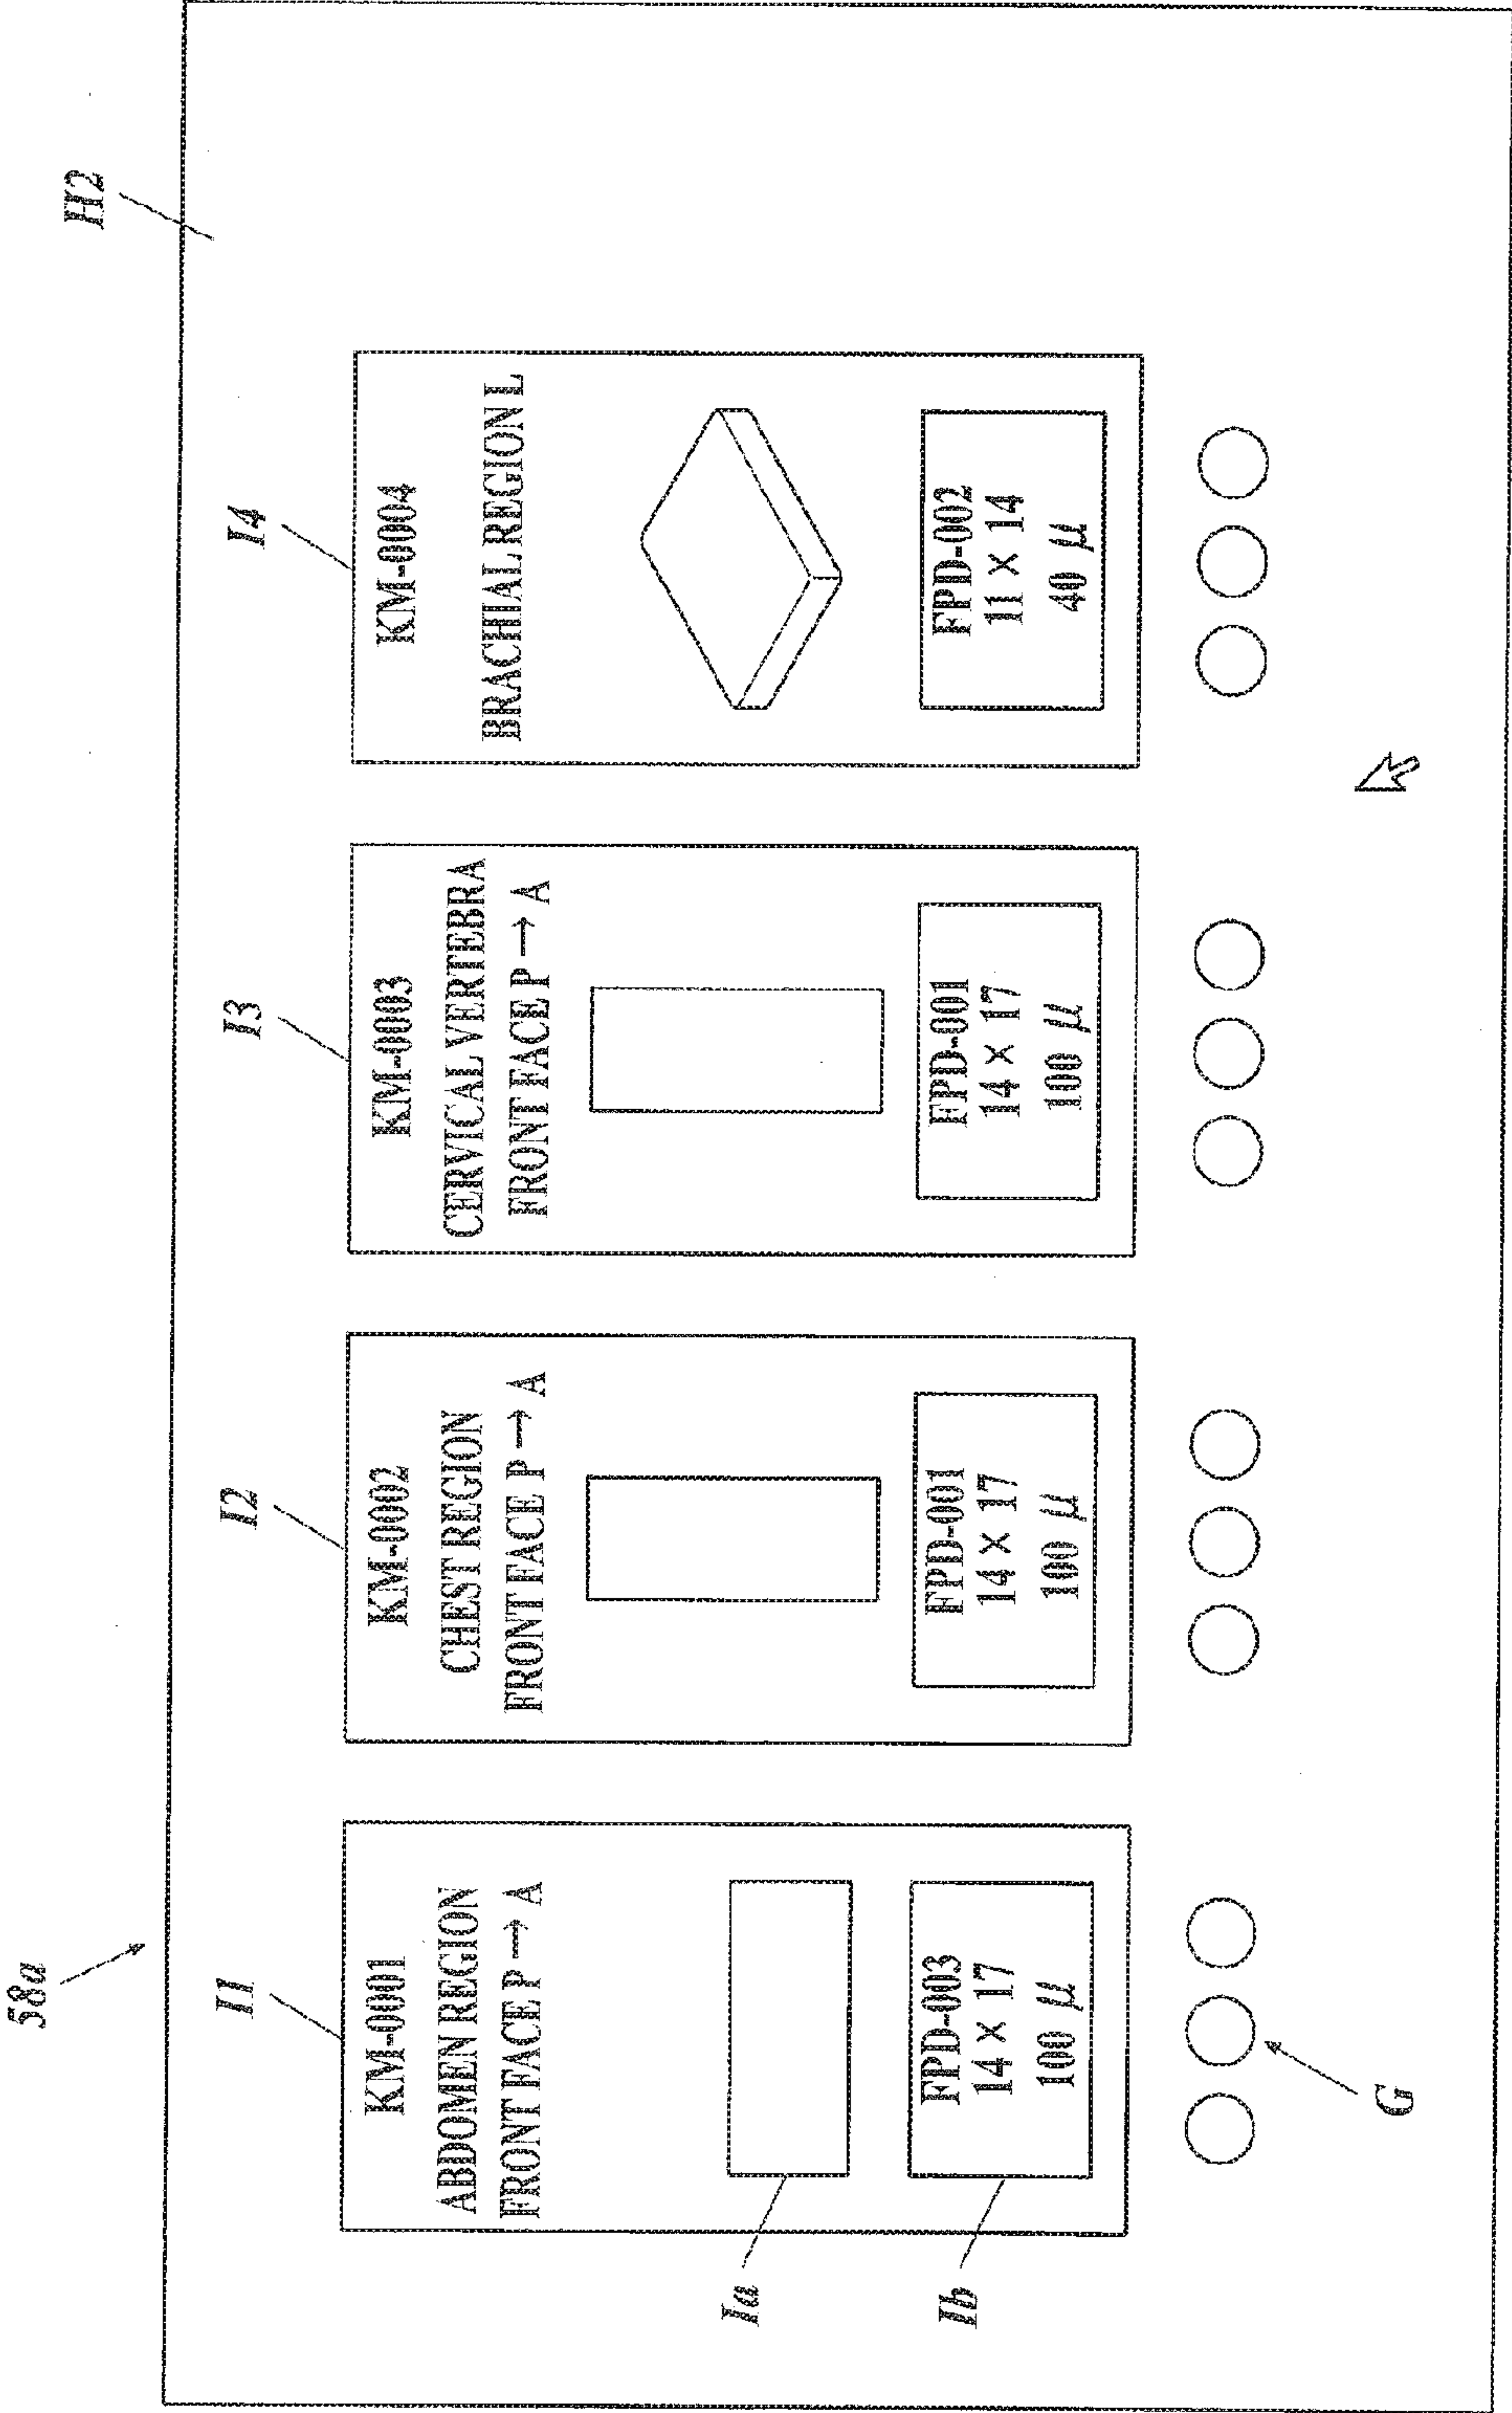 58a
H2
I1
I2
I3
I4
KM-0001
ABDOMEN REGION
FRONT FACE P → A
Ia
FPD-003
14 × 17
100 μ
Ib
G
KM-0002
CHEST REGION
FRONT FACE P → A
FPD-001
14 × 17
100 μ
KM-0003
CERVICAL VERTEBRA
FRONT FACE P → A
FPD-001
14 × 17
100 μ
KM-0004
BRACHIAL REGION L
FPD-002
11 × 14
40 μ